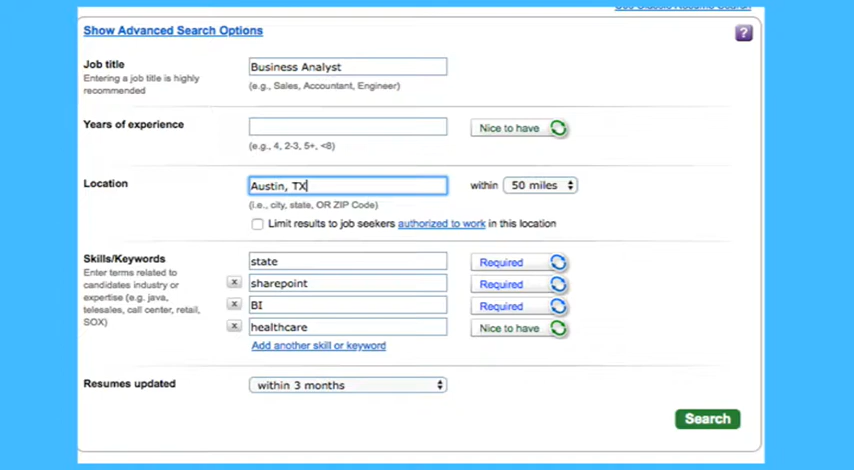 Show Advanced Search Options
?
Job title
Business Analyst
Entering a job title is highly
recommended
(e.g., Sales, Accountant, Engineer)
Years of experience
Nice to have
(e.g., 4, 2-3, 5+, <8)
Location
Austin, TX
within 50 miles
(i.e., city, state, OR ZIP Code)
Limit results to job seekers authorized to work in this location
Skills/Keywords
Enter terms related to
candidates industry or
expertise (e.g. java,
telesales, call center, retail,
SOX)
state Required
x sharepoint Required
x BI Required
x healthcare Nice to have
Add another skill or keyword
Resumes updated
within 3 months
Search